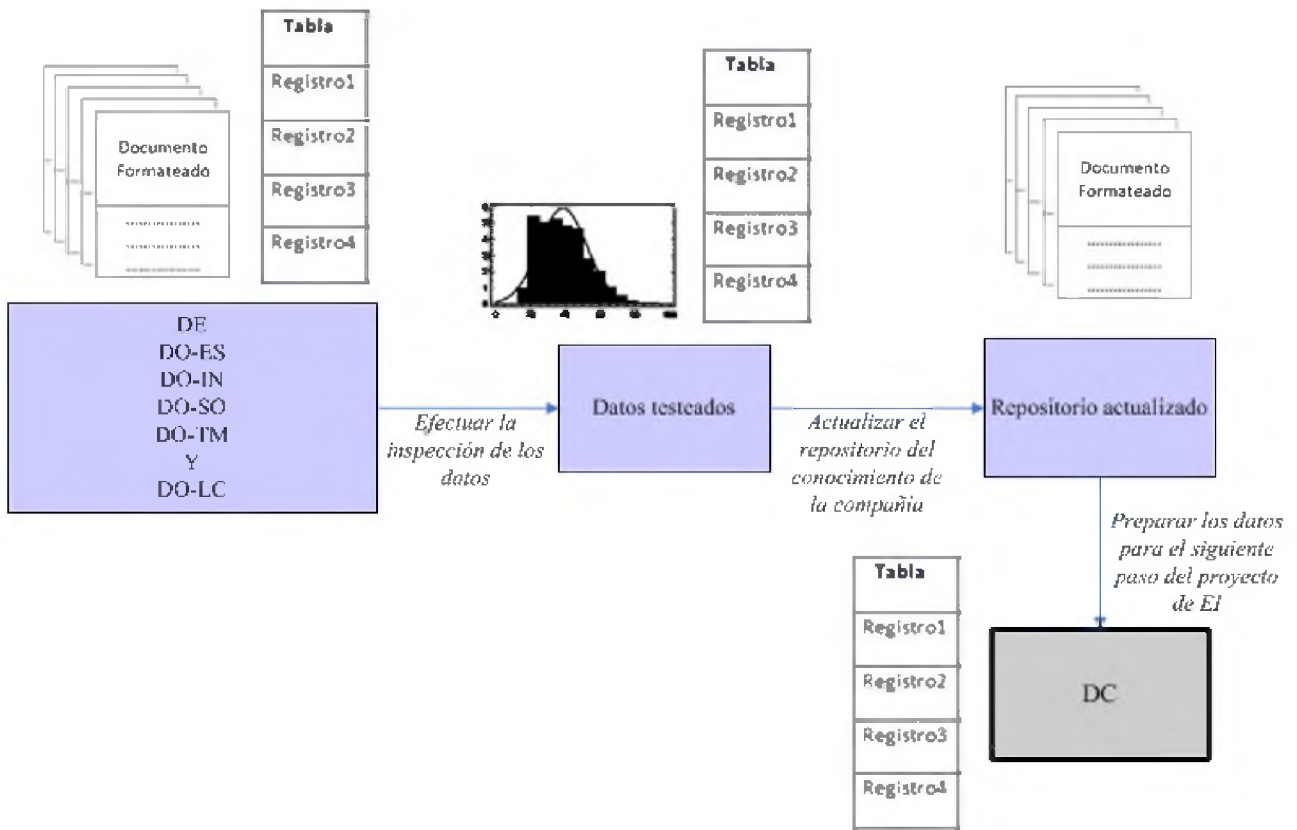 Tabla
Registro1
Registro2
Registro3
Registro4
Documento
Formateado
Tabla
Registro1
Registro2
Registro3
Registro4
Documento
Formateado
DE
DO-ES
DO-IN
DO-SO
DO-TM
Y
DO-LC
Efectuar la
inspección de los
datos
Datos testeados
Actualizar el
repositorio del
conocimiento de
la compañia
Repositorio actualizado
Preparar los datos
para el siguiente
paso del proyecto
de EI
Tabla
Registro1
Registro2
Registro3
Registro4
DC